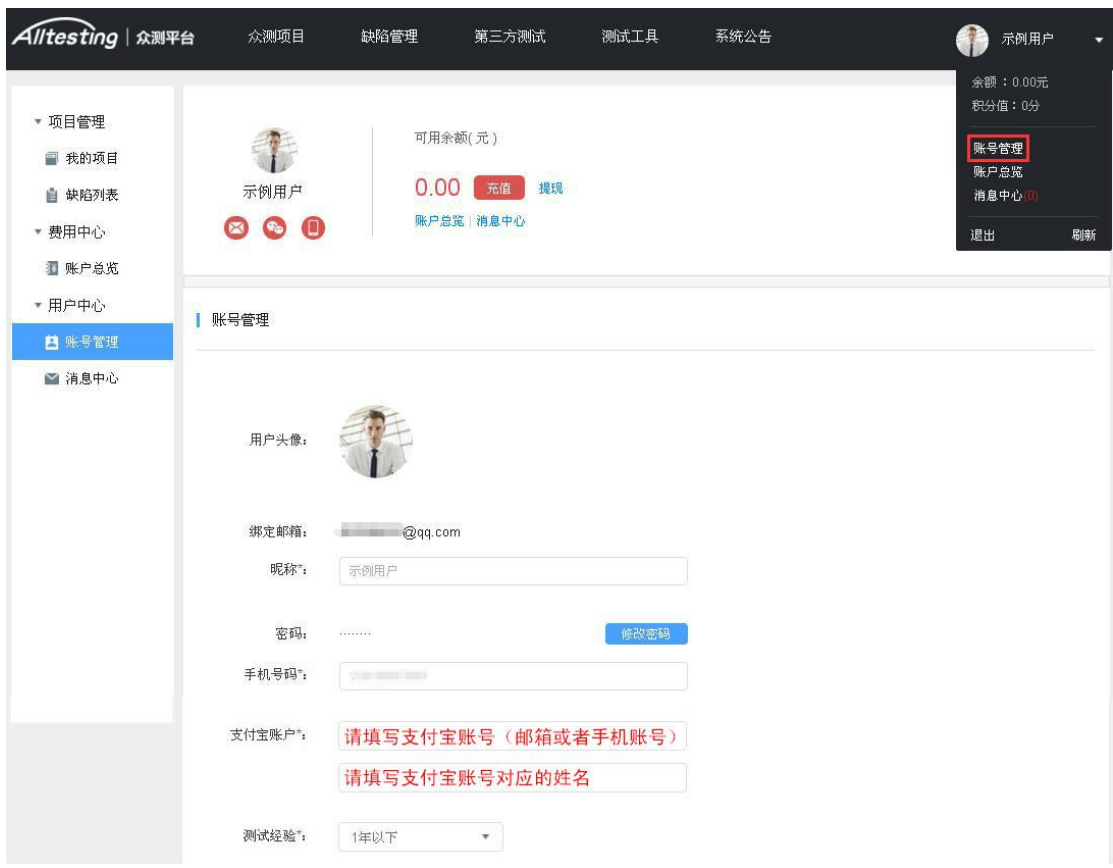 Alltesting | 众测平台 众测项目 缺陷管理 第三方测试 测试工具 系统公告 示例用户
余额：0.00元
积分值：0分
账号管理
账户总览
消息中心(0)
退出 刷新
项目管理
我的项目
缺陷列表
费用中心
账户总览
用户中心
账号管理
消息中心
示例用户
可用余额(元)
0.00 充值 提现
账户总览 | 消息中心
账号管理
用户头像：
绑定邮箱： @qq.com
昵称*： 示例用户
密码： ········ 修改密码
手机号码*：
支付宝账户*： 请填写支付宝账号（邮箱或者手机账号）
请填写支付宝账号对应的姓名
测试经验*： 1年以下